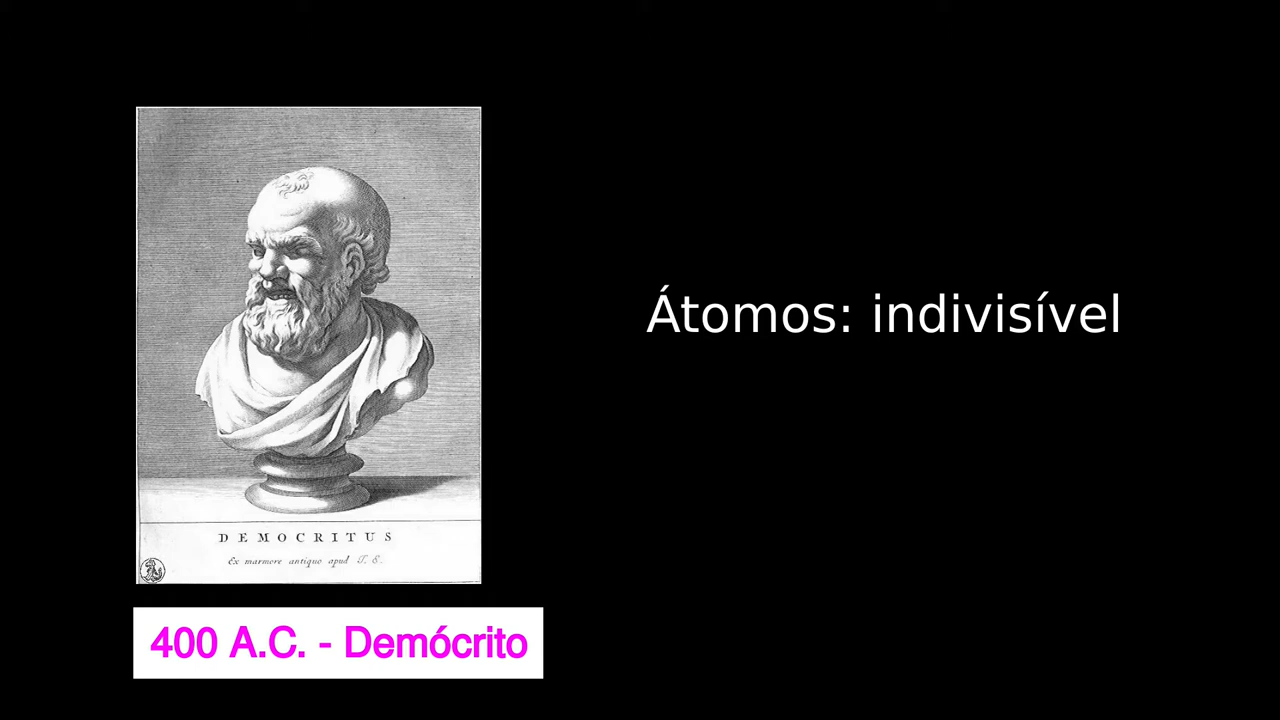 Átomos: indivisível
DEMOCRITUS
Ex marmore antiquo apud T. E.
400 A.C. - Demócrito